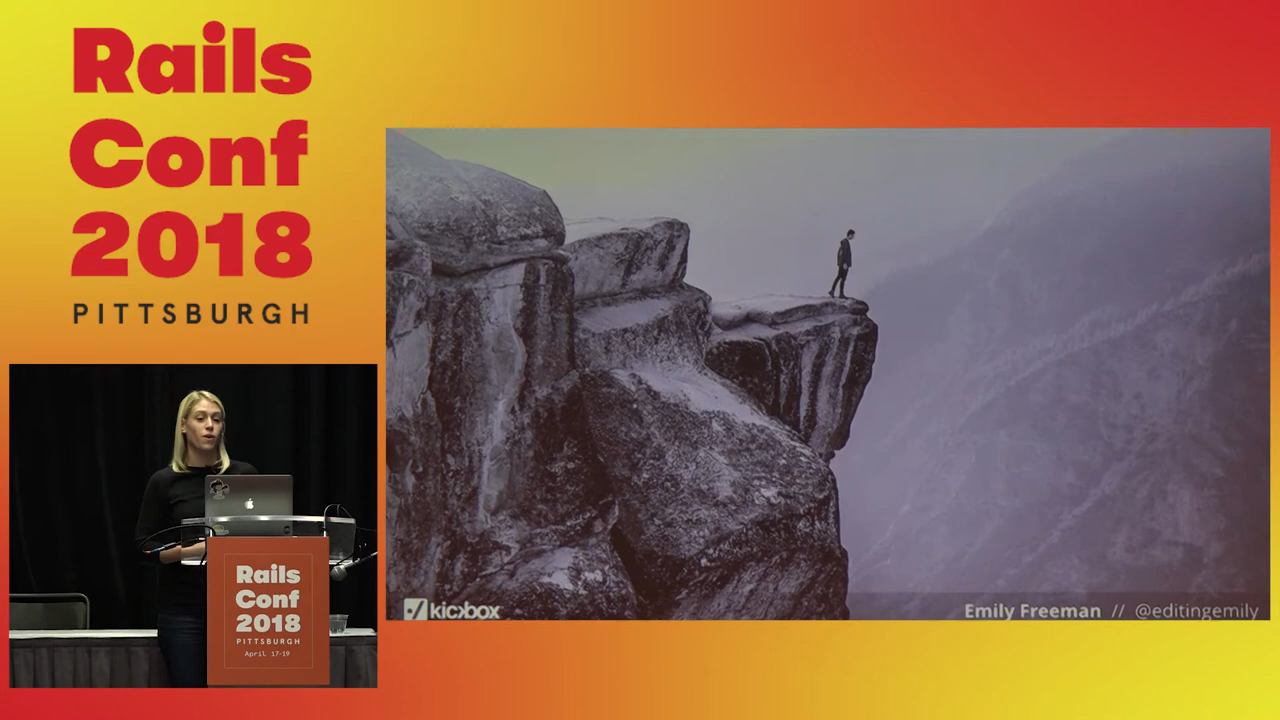 Rails
Conf
2018
PITTSBURGH
kickbox
Emily Freeman // @editingemily
Rails
Conf
2018
PITTSBURGH
April 17-19